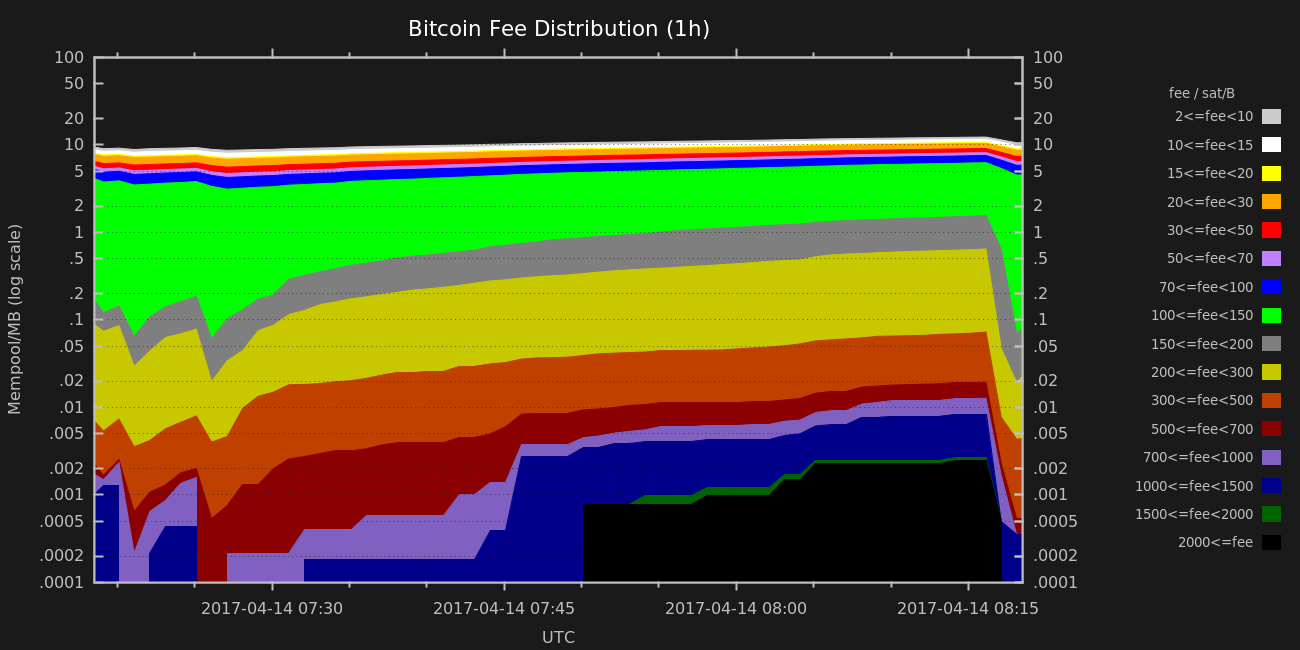 Bitcoin Fee Distribution (1h)
100 100
50 50
20 20
10 10
5 5
2 2
1 1
.5 .5
.2 .2
.1 .1
.05 .05
.02 .02
.01 .01
.005 .005
.002 .002
.001 .001
.0005 .0005
.0002 .0002
.0001 .0001
Mempool/MB (log scale)
2017-04-14 07:30 2017-04-14 07:45 2017-04-14 08:00 2017-04-14 08:15
UTC
fee / sat/B
2<=fee<10
10<=fee<15
15<=fee<20
20<=fee<30
30<=fee<50
50<=fee<70
70<=fee<100
100<=fee<150
150<=fee<200
200<=fee<300
300<=fee<500
500<=fee<700
700<=fee<1000
1000<=fee<1500
1500<=fee<2000
2000<=fee